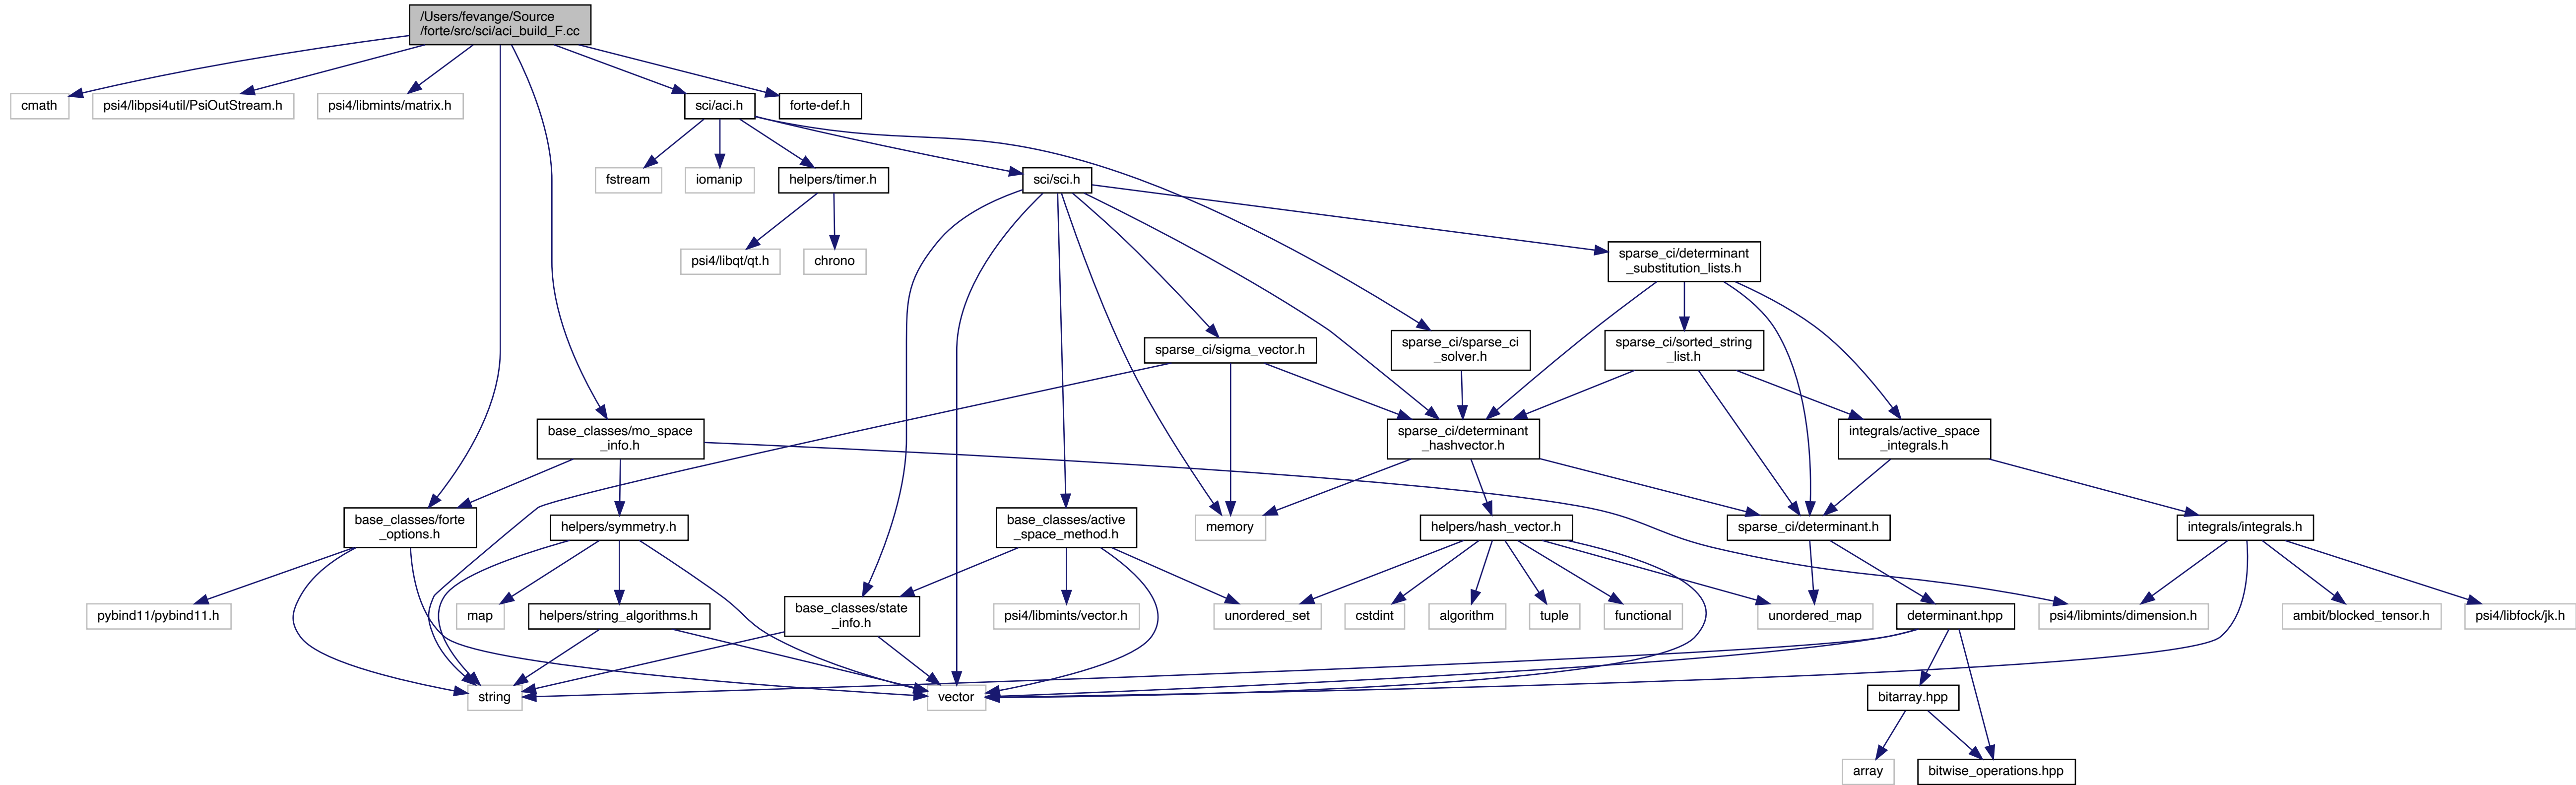 /Users/fevange/Source
/forte/src/sci/aci_build_F.cc
cmath
psi4/libpsi4util/PsiOutStream.h
psi4/libmints/matrix.h
sci/aci.h
forte-def.h
fstream
iomanip
helpers/timer.h
sci/sci.h
psi4/libqt/qt.h
chrono
sparse_ci/determinant
_substitution_lists.h
sparse_ci/sigma_vector.h
sparse_ci/sparse_ci
_solver.h
sparse_ci/sorted_string
_list.h
base_classes/mo_space
_info.h
sparse_ci/determinant
_hashvector.h
integrals/active_space
_integrals.h
base_classes/forte
_options.h
helpers/symmetry.h
base_classes/active
_space_method.h
memory
helpers/hash_vector.h
sparse_ci/determinant.h
integrals/integrals.h
pybind11/pybind11.h
map
helpers/string_algorithms.h
base_classes/state
_info.h
psi4/libmints/vector.h
unordered_set
cstdint
algorithm
tuple
functional
unordered_map
determinant.hpp
psi4/libmints/dimension.h
ambit/blocked_tensor.h
psi4/libfock/jk.h
string
vector
bitarray.hpp
array
bitwise_operations.hpp